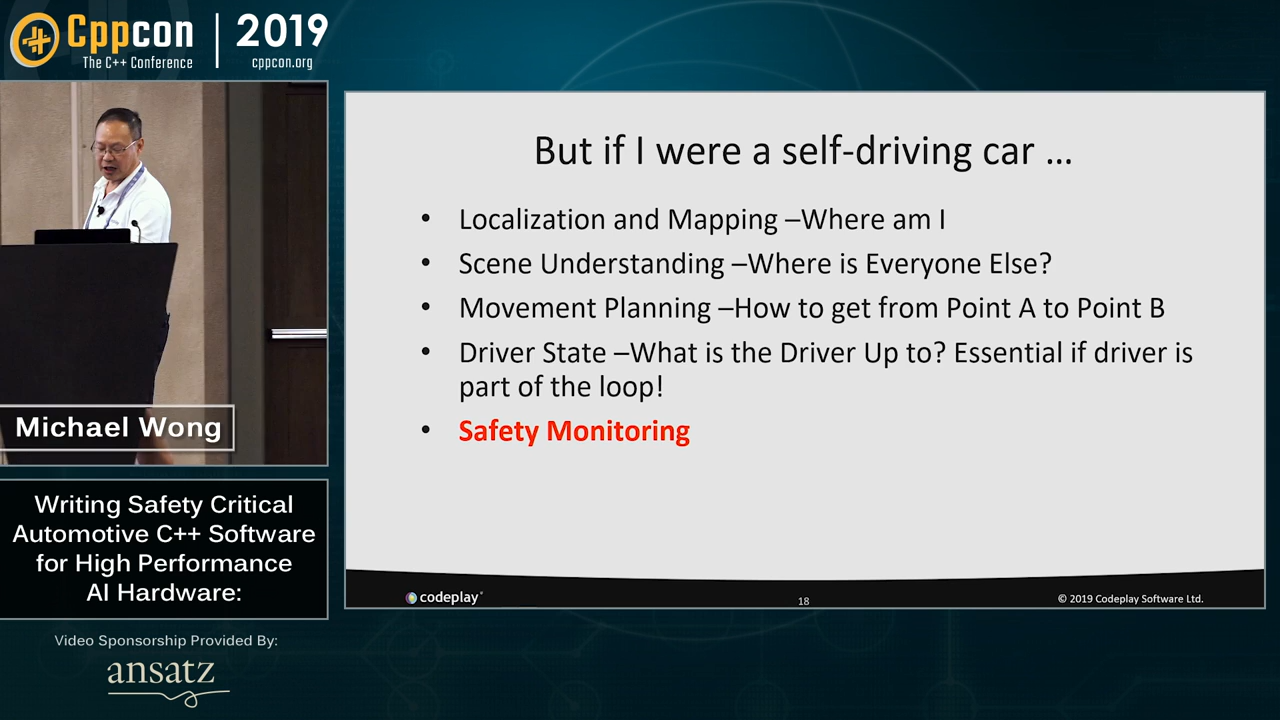 Cppcon
The C++ Conference
2019
cppcon.org
Michael Wong
Writing Safety Critical
Automotive C++ Software
for High Performance
AI Hardware:
Video Sponsorship Provided By:
ansatz
But if I were a self-driving car ...
• Localization and Mapping –Where am I
• Scene Understanding –Where is Everyone Else?
• Movement Planning –How to get from Point A to Point B
• Driver State –What is the Driver Up to? Essential if driver is
part of the loop!
• Safety Monitoring
codeplay
18
© 2019 Codeplay Software Ltd.